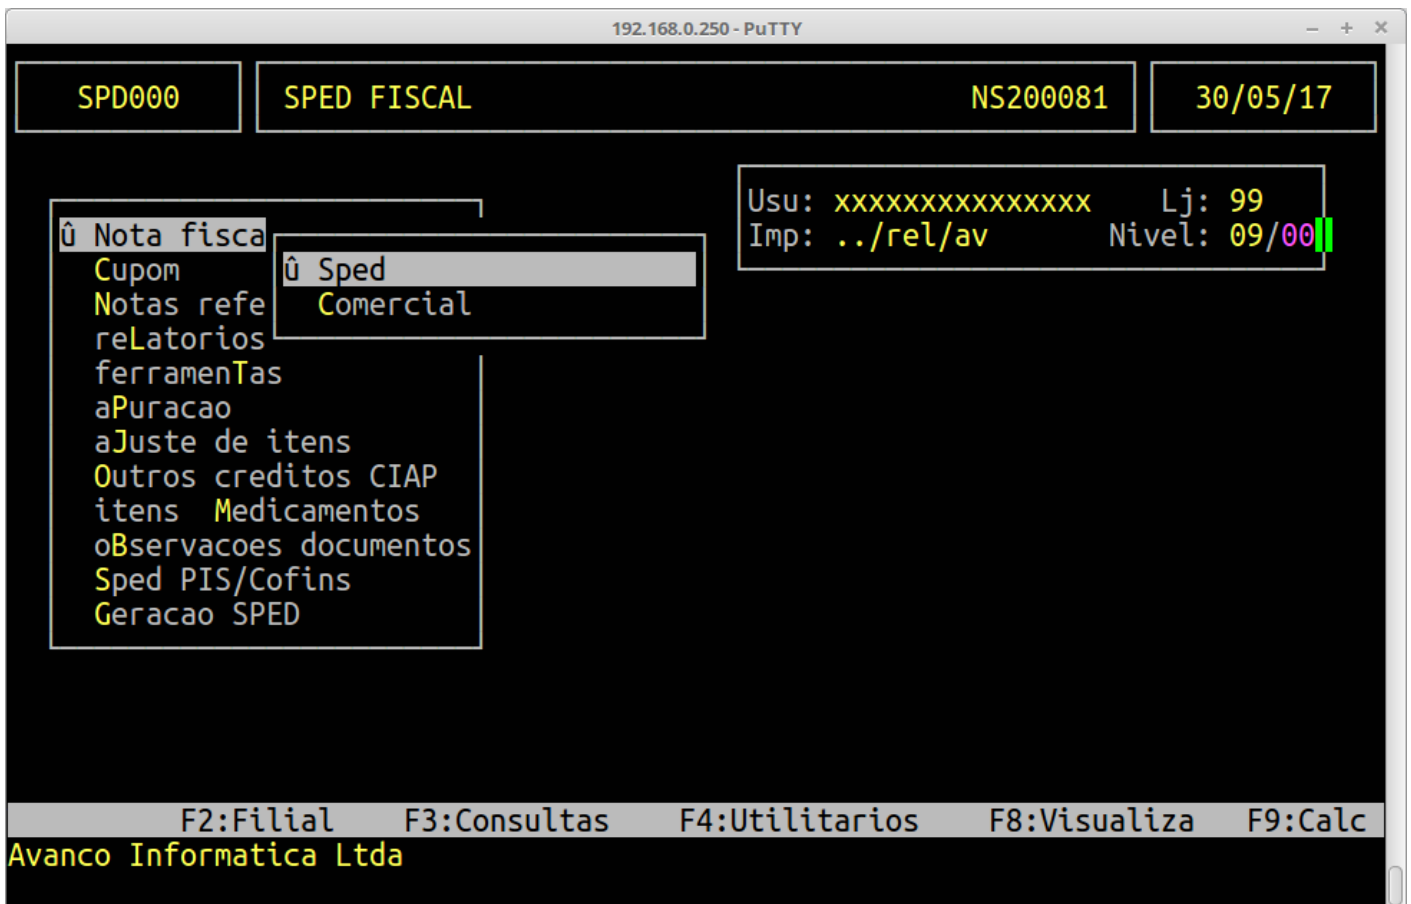 192.168.0.250 - PuTTY
SPD000 SPED FISCAL NS200081 30/05/17
Usu: xxxxxxxxxxxxxxx Lj: 99
Imp: ../rel/av Nivel: 09/00
û Nota fisca
Cupom
Notas refe
reLatorios
ferramenTas
aPuracao
aJuste de itens
Outros creditos CIAP
itens Medicamentos
oBservacoes documentos
Sped PIS/Cofins
Geracao SPED
û Sped
Comercial
F2:Filial F3:Consultas F4:Utilitarios F8:Visualiza F9:Calc
Avanco Informatica Ltda